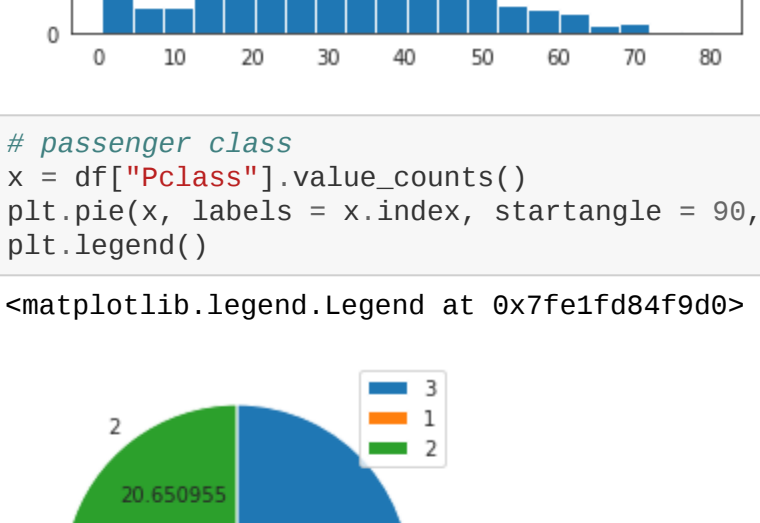 0
0 10 20 30 40 50 60 70 80
# passenger class
x = df["Pclass"].value_counts()
plt.pie(x, labels = x.index, startangle = 90,
plt.legend()
<matplotlib.legend.Legend at 0x7fe1fd84f9d0>
3
1
2
2
20.650955